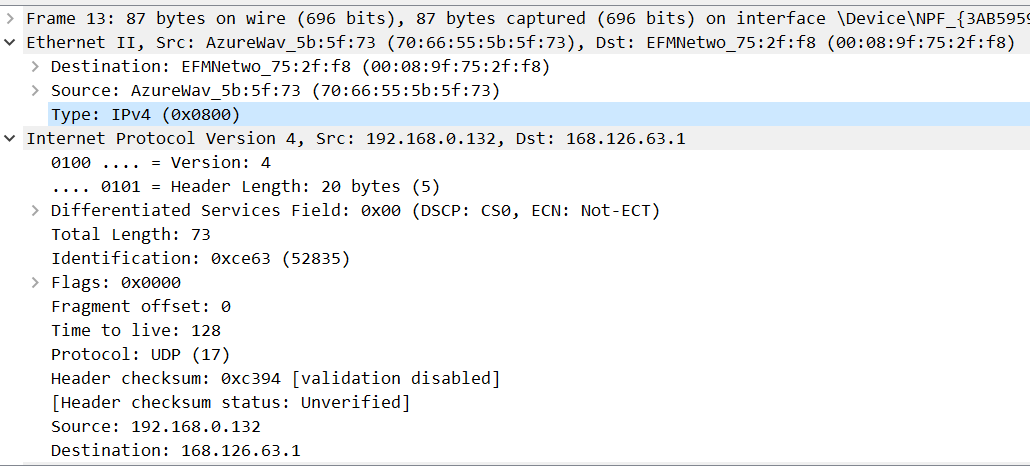 Frame 13: 87 bytes on wire (696 bits), 87 bytes captured (696 bits) on interface \Device\NPF_{3AB5959
Ethernet II, Src: AzureWav_5b:5f:73 (70:66:55:5b:5f:73), Dst: EFMNetwo_75:2f:f8 (00:08:9f:75:2f:f8)
Destination: EFMNetwo_75:2f:f8 (00:08:9f:75:2f:f8)
Source: AzureWav_5b:5f:73 (70:66:55:5b:5f:73)
Type: IPv4 (0x0800)
Internet Protocol Version 4, Src: 192.168.0.132, Dst: 168.126.63.1
0100 .... = Version: 4
.... 0101 = Header Length: 20 bytes (5)
Differentiated Services Field: 0x00 (DSCP: CS0, ECN: Not-ECT)
Total Length: 73
Identification: 0xce63 (52835)
Flags: 0x0000
Fragment offset: 0
Time to live: 128
Protocol: UDP (17)
Header checksum: 0xc394 [validation disabled]
[Header checksum status: Unverified]
Source: 192.168.0.132
Destination: 168.126.63.1